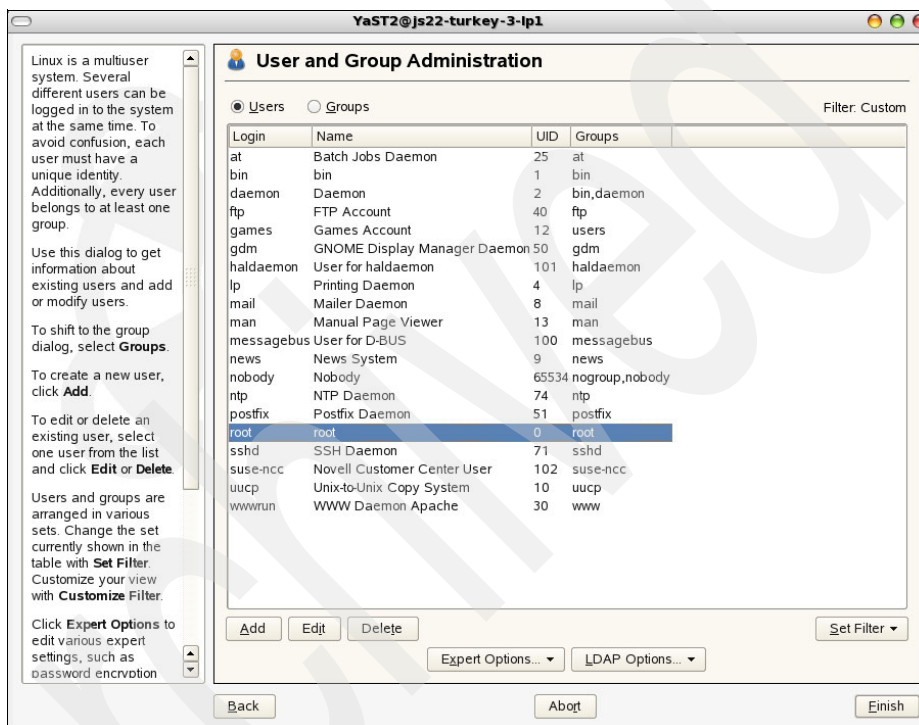 YaST2@js22-turkey-3-lp1
Linux is a multiuser
system. Several
different users can be
logged in to the system
at the same time. To
avoid confusion, each
user must have a
unique identity.
Additionally, every user
belongs to at least one
group.
Use this dialog to get
information about
existing users and add
or modify users.
To shift to the group
dialog, select Groups.
To create a new user,
click Add.
To edit or delete an
existing user, select
one user from the list
and click Edit or Delete.
Users and groups are
arranged in various
sets. Change the set
currently shown in the
table with Set Filter.
Customize your view
with Customize Filter.
Click Expert Options to
edit various expert
settings, such as
password encryption
User and Group Administration
Users Groups Filter: Custom
Login Name UID Groups
at Batch Jobs Daemon 25 at
bin bin 1 bin
daemon Daemon 2 bin,daemon
ftp FTP Account 40 ftp
games Games Account 12 users
gdm GNOME Display Manager Daemon 50 gdm
haldaemon User for haldaemon 101 haldaemon
lp Printing Daemon 4 lp
mail Mailer Daemon 8 mail
man Manual Page Viewer 13 man
messagebus User for D-BUS 100 messagebus
news News System 9 news
nobody Nobody 65534 nogroup,nobody
ntp NTP Daemon 74 ntp
postfix Postfix Daemon 51 postfix
root root 0 root
sshd SSH Daemon 71 sshd
suse-ncc Novell Customer Center User 102 suse-ncc
uucp Unix-to-Unix Copy System 10 uucp
wwwrun WWW Daemon Apache 30 www
Add Edit Delete Set Filter
Expert Options... LDAP Options...
Back Abort Finish